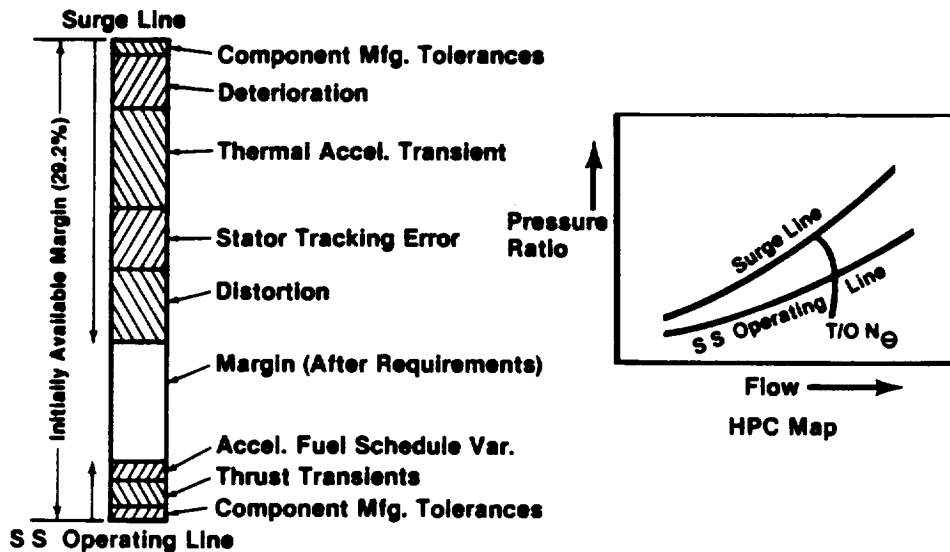 Surge Line
Component Mfg. Tolerances
Deterioration
Thermal Accel. Transient
Stator Tracking Error
Distortion
Margin (After Requirements)
Accel. Fuel Schedule Var.
Thrust Transients
Component Mfg. Tolerances
S S Operating Line
Initially Available Margin (29.2%)
Pressure
Ratio
Surge Line
S S Operating Line
T/O N⊖
Flow
HPC Map